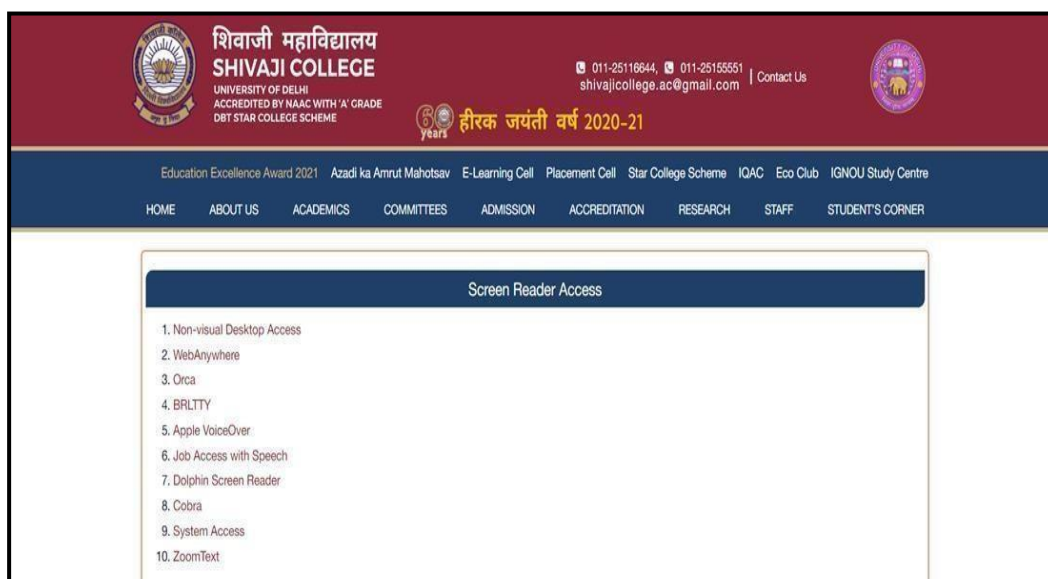 शिवाजी महाविद्यालय
SHIVAJI COLLEGE
UNIVERSITY OF DELHI
ACCREDITED BY NAAC WITH 'A' GRADE
DBT STAR COLLEGE SCHEME
60 years हीरक जयंती वर्ष 2020-21
011-25116644, 011-25155551 | Contact Us
shivajicollege.ac@gmail.com
Education Excellence Award 2021 Azadi ka Amrut Mahotsav E-Learning Cell Placement Cell Star College Scheme IQAC Eco Club IGNOU Study Centre
HOME ABOUT US ACADEMICS COMMITTEES ADMISSION ACCREDITATION RESEARCH STAFF STUDENT'S CORNER
Screen Reader Access
1. Non-visual Desktop Access
2. WebAnywhere
3. Orca
4. BRLTTY
5. Apple VoiceOver
6. Job Access with Speech
7. Dolphin Screen Reader
8. Cobra
9. System Access
10. ZoomText